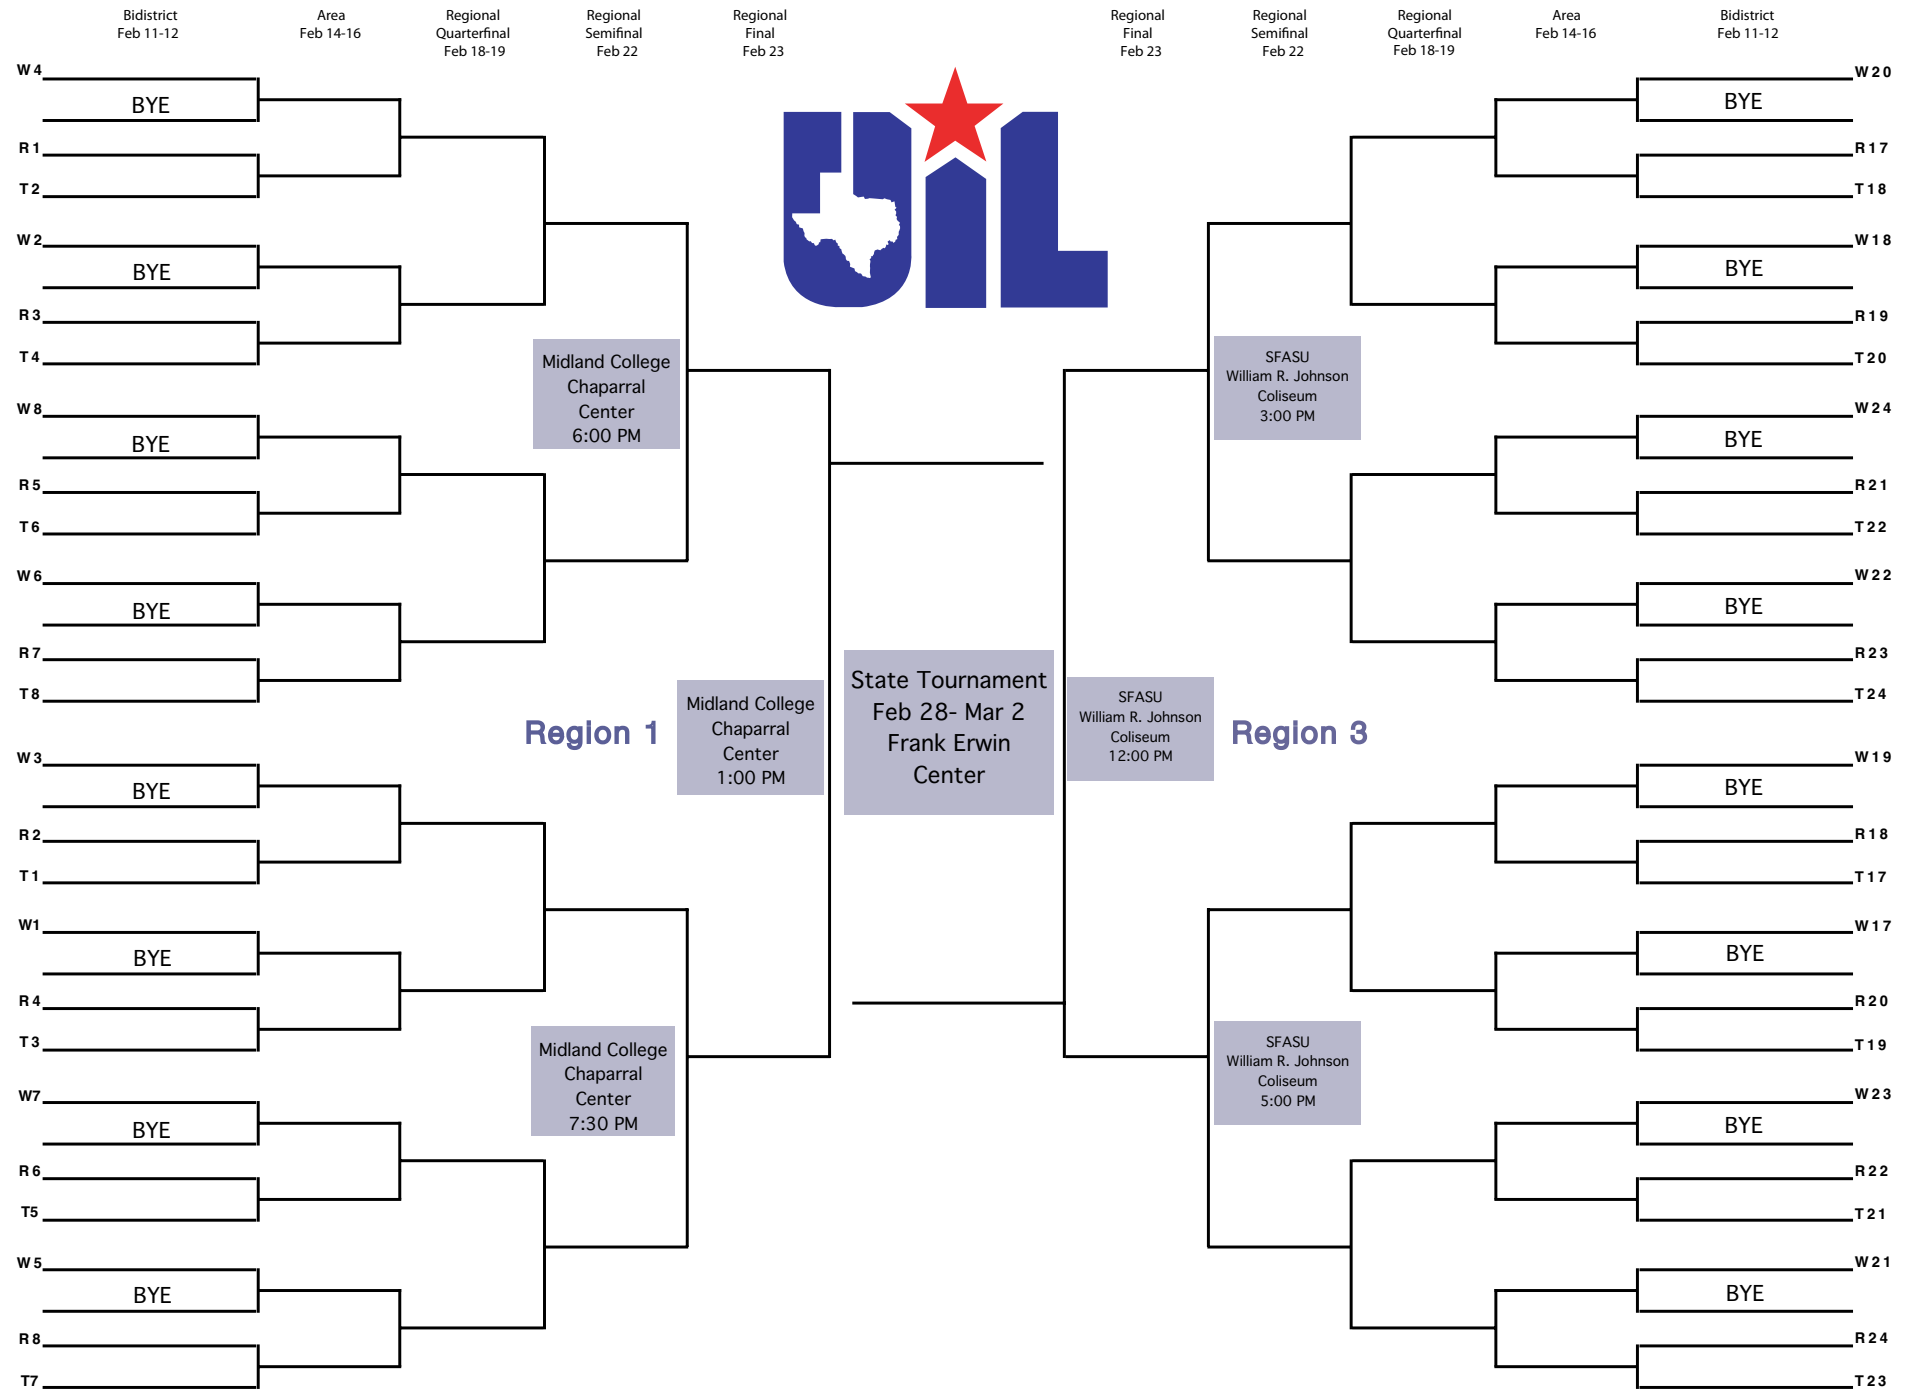 Bidistrict
Feb 11-12
Area
Feb 14-16
Regional
Quarterfinal
Feb 18-19
Regional
Semifinal
Feb 22
Regional
Final
Feb 23
Regional
Final
Feb 23
Regional
Semifinal
Feb 22
Regional
Quarterfinal
Feb 18-19
Area
Feb 14-16
Bidistrict
Feb 11-12
UIL
W4
BYE
R1
T2
W2
BYE
R3
T4
W8
BYE
R5
T6
W6
BYE
R7
T8
W3
BYE
R2
T1
W1
BYE
R4
T3
W7
BYE
R6
T5
W5
BYE
R8
T7
Midland College
Chaparral
Center
6:00 PM
Region 1
Midland College
Chaparral
Center
1:00 PM
Midland College
Chaparral
Center
7:30 PM
State Tournament
Feb 28- Mar 2
Frank Erwin
Center
SFASU
William R. Johnson
Coliseum
3:00 PM
SFASU
William R. Johnson
Coliseum
12:00 PM
Region 3
SFASU
William R. Johnson
Coliseum
5:00 PM
W20
BYE
R17
T18
W18
BYE
R19
T20
W24
BYE
R21
T22
W22
BYE
R23
T24
W19
BYE
R18
T17
W17
BYE
R20
T19
W23
BYE
R22
T21
W21
BYE
R24
T23